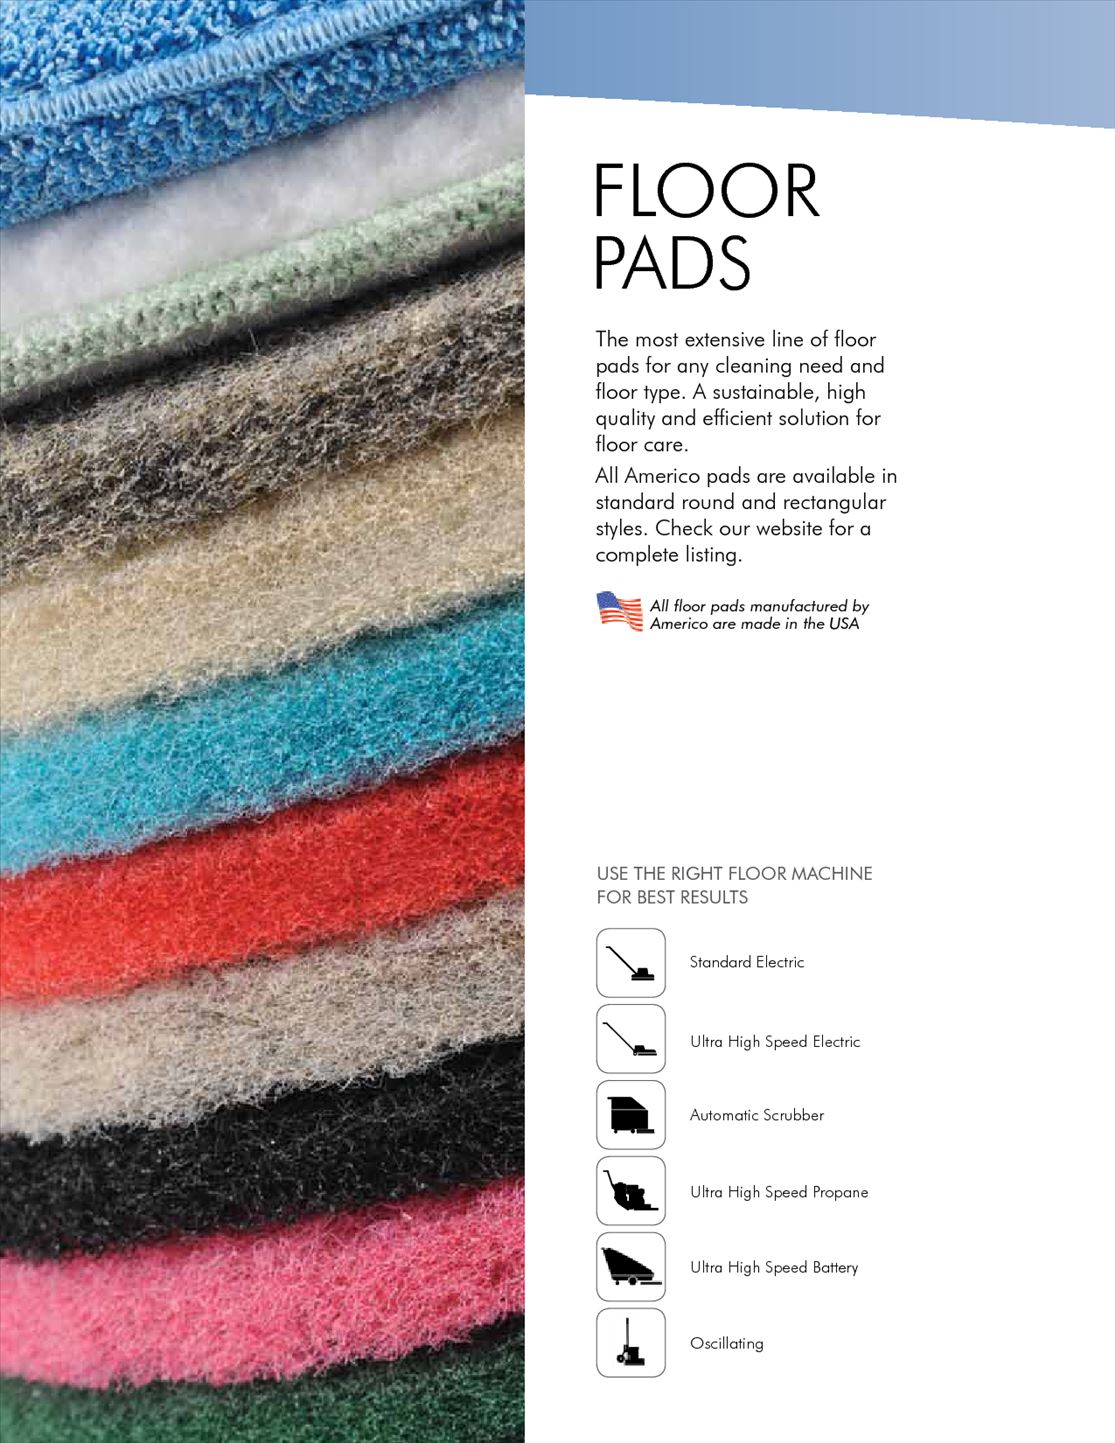 FLOOR
PADS
The most extensive line of floor
pads for any cleaning need and
floor type. A sustainable, high
quality and efficient solution for
floor care.
All Americo pads are available in
standard round and rectangular
styles. Check our website for a
complete listing.
All floor pads manufactured by
Americo are made in the USA
USE THE RIGHT FLOOR MACHINE
FOR BEST RESULTS
Standard Electric
Ultra High Speed Electric
Automatic Scrubber
Ultra High Speed Propane
Ultra High Speed Battery
Oscillating